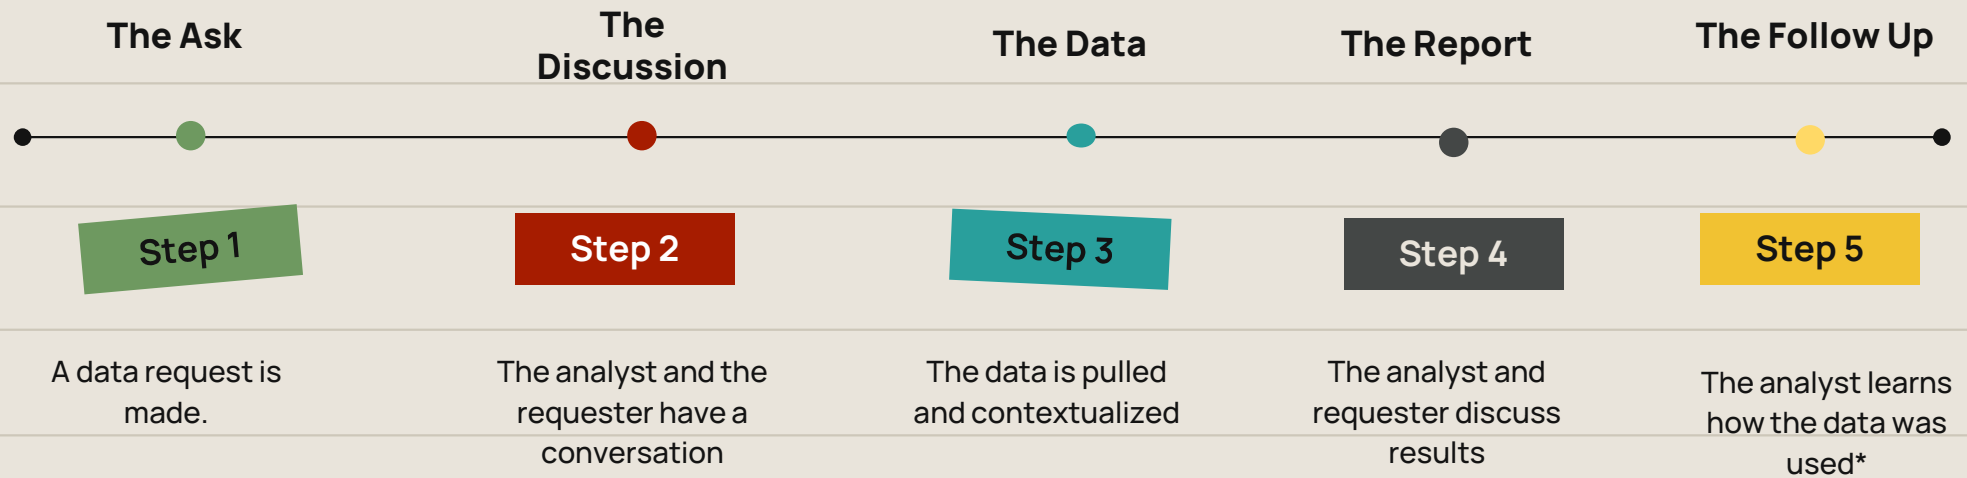 The Ask
The
Discussion
The Data
The Report
The Follow Up
Step 1
Step 2
Step 3
Step 4
Step 5
A data request is
made.
The analyst and the
requester have a
conversation
The data is pulled
and contextualized
The analyst and
requester discuss
results
The analyst learns
how the data was
used*